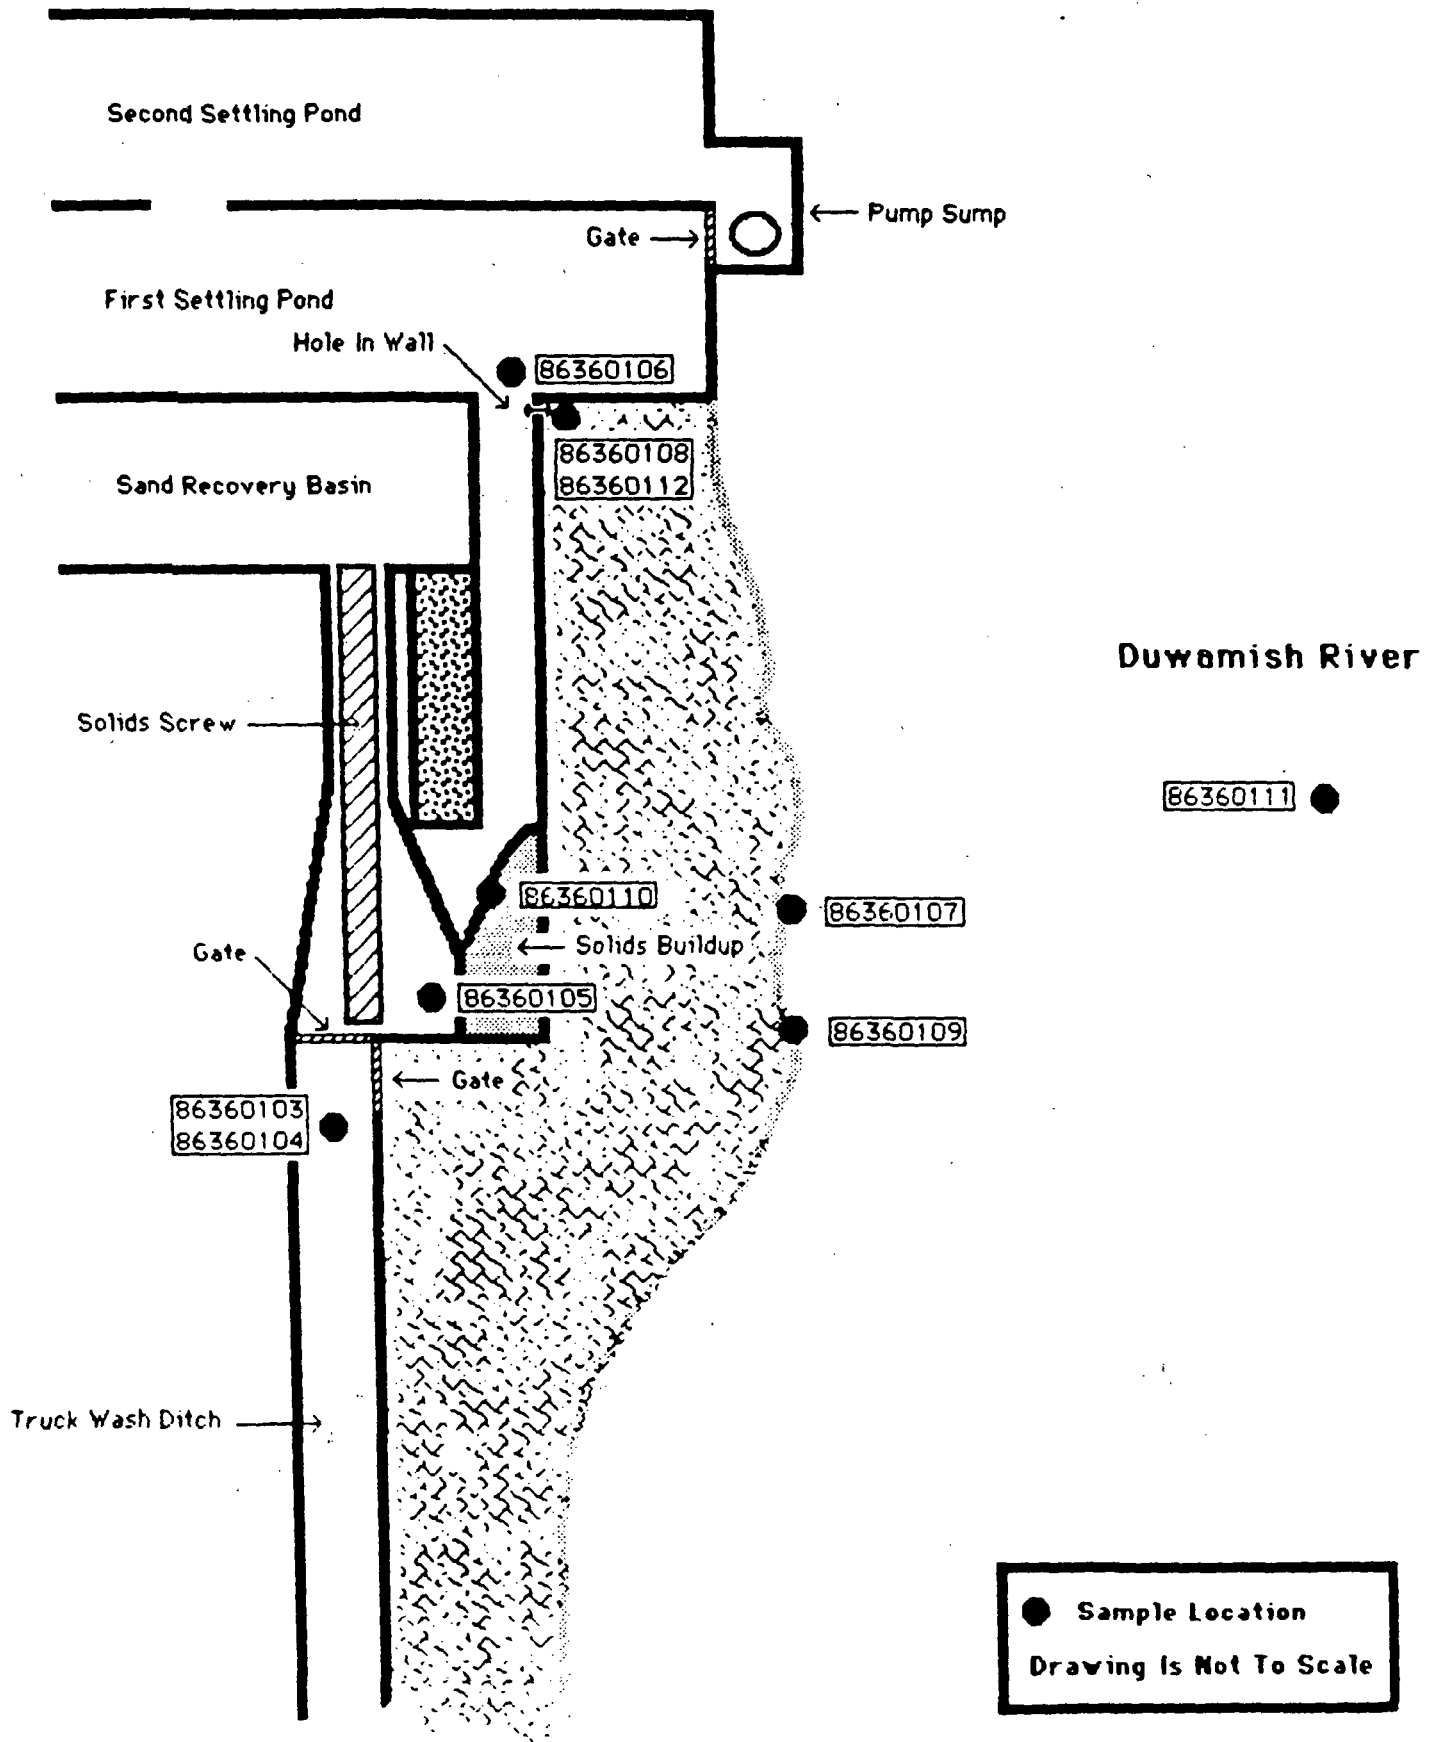 Second Settling Pond
Pump Sump
Gate
First Settling Pond
Hole In Wall
86360106
86360108
86360112
Sand Recovery Basin
Duwamish River
Solids Screw
86360111
86360110
86360107
Solids Buildup
Gate
86360105
86360109
Gate
86360103
86360104
Truck Wash Ditch
Sample Location
Drawing Is Not To Scale